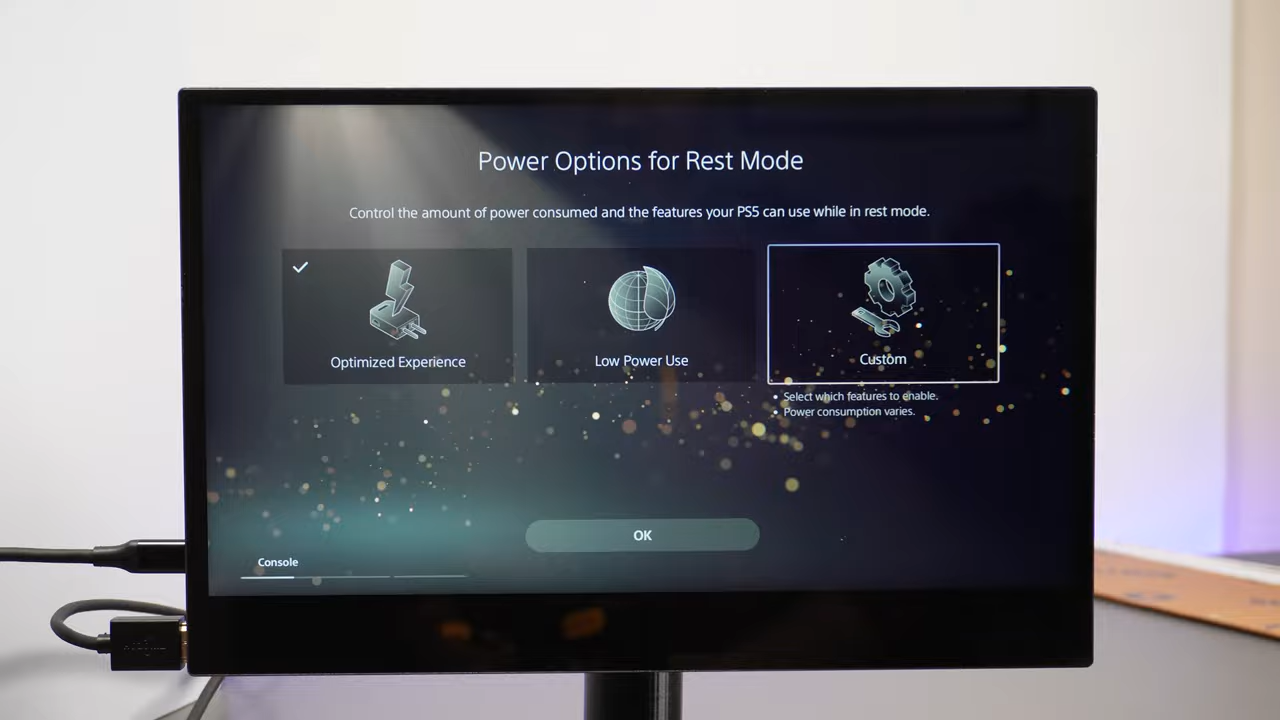 Power Options for Rest Mode
Control the amount of power consumed and the features your PS5 can use while in rest mode.
Optimized Experience
Low Power Use
Custom
• Select which features to enable.
• Power consumption varies.
OK
Console